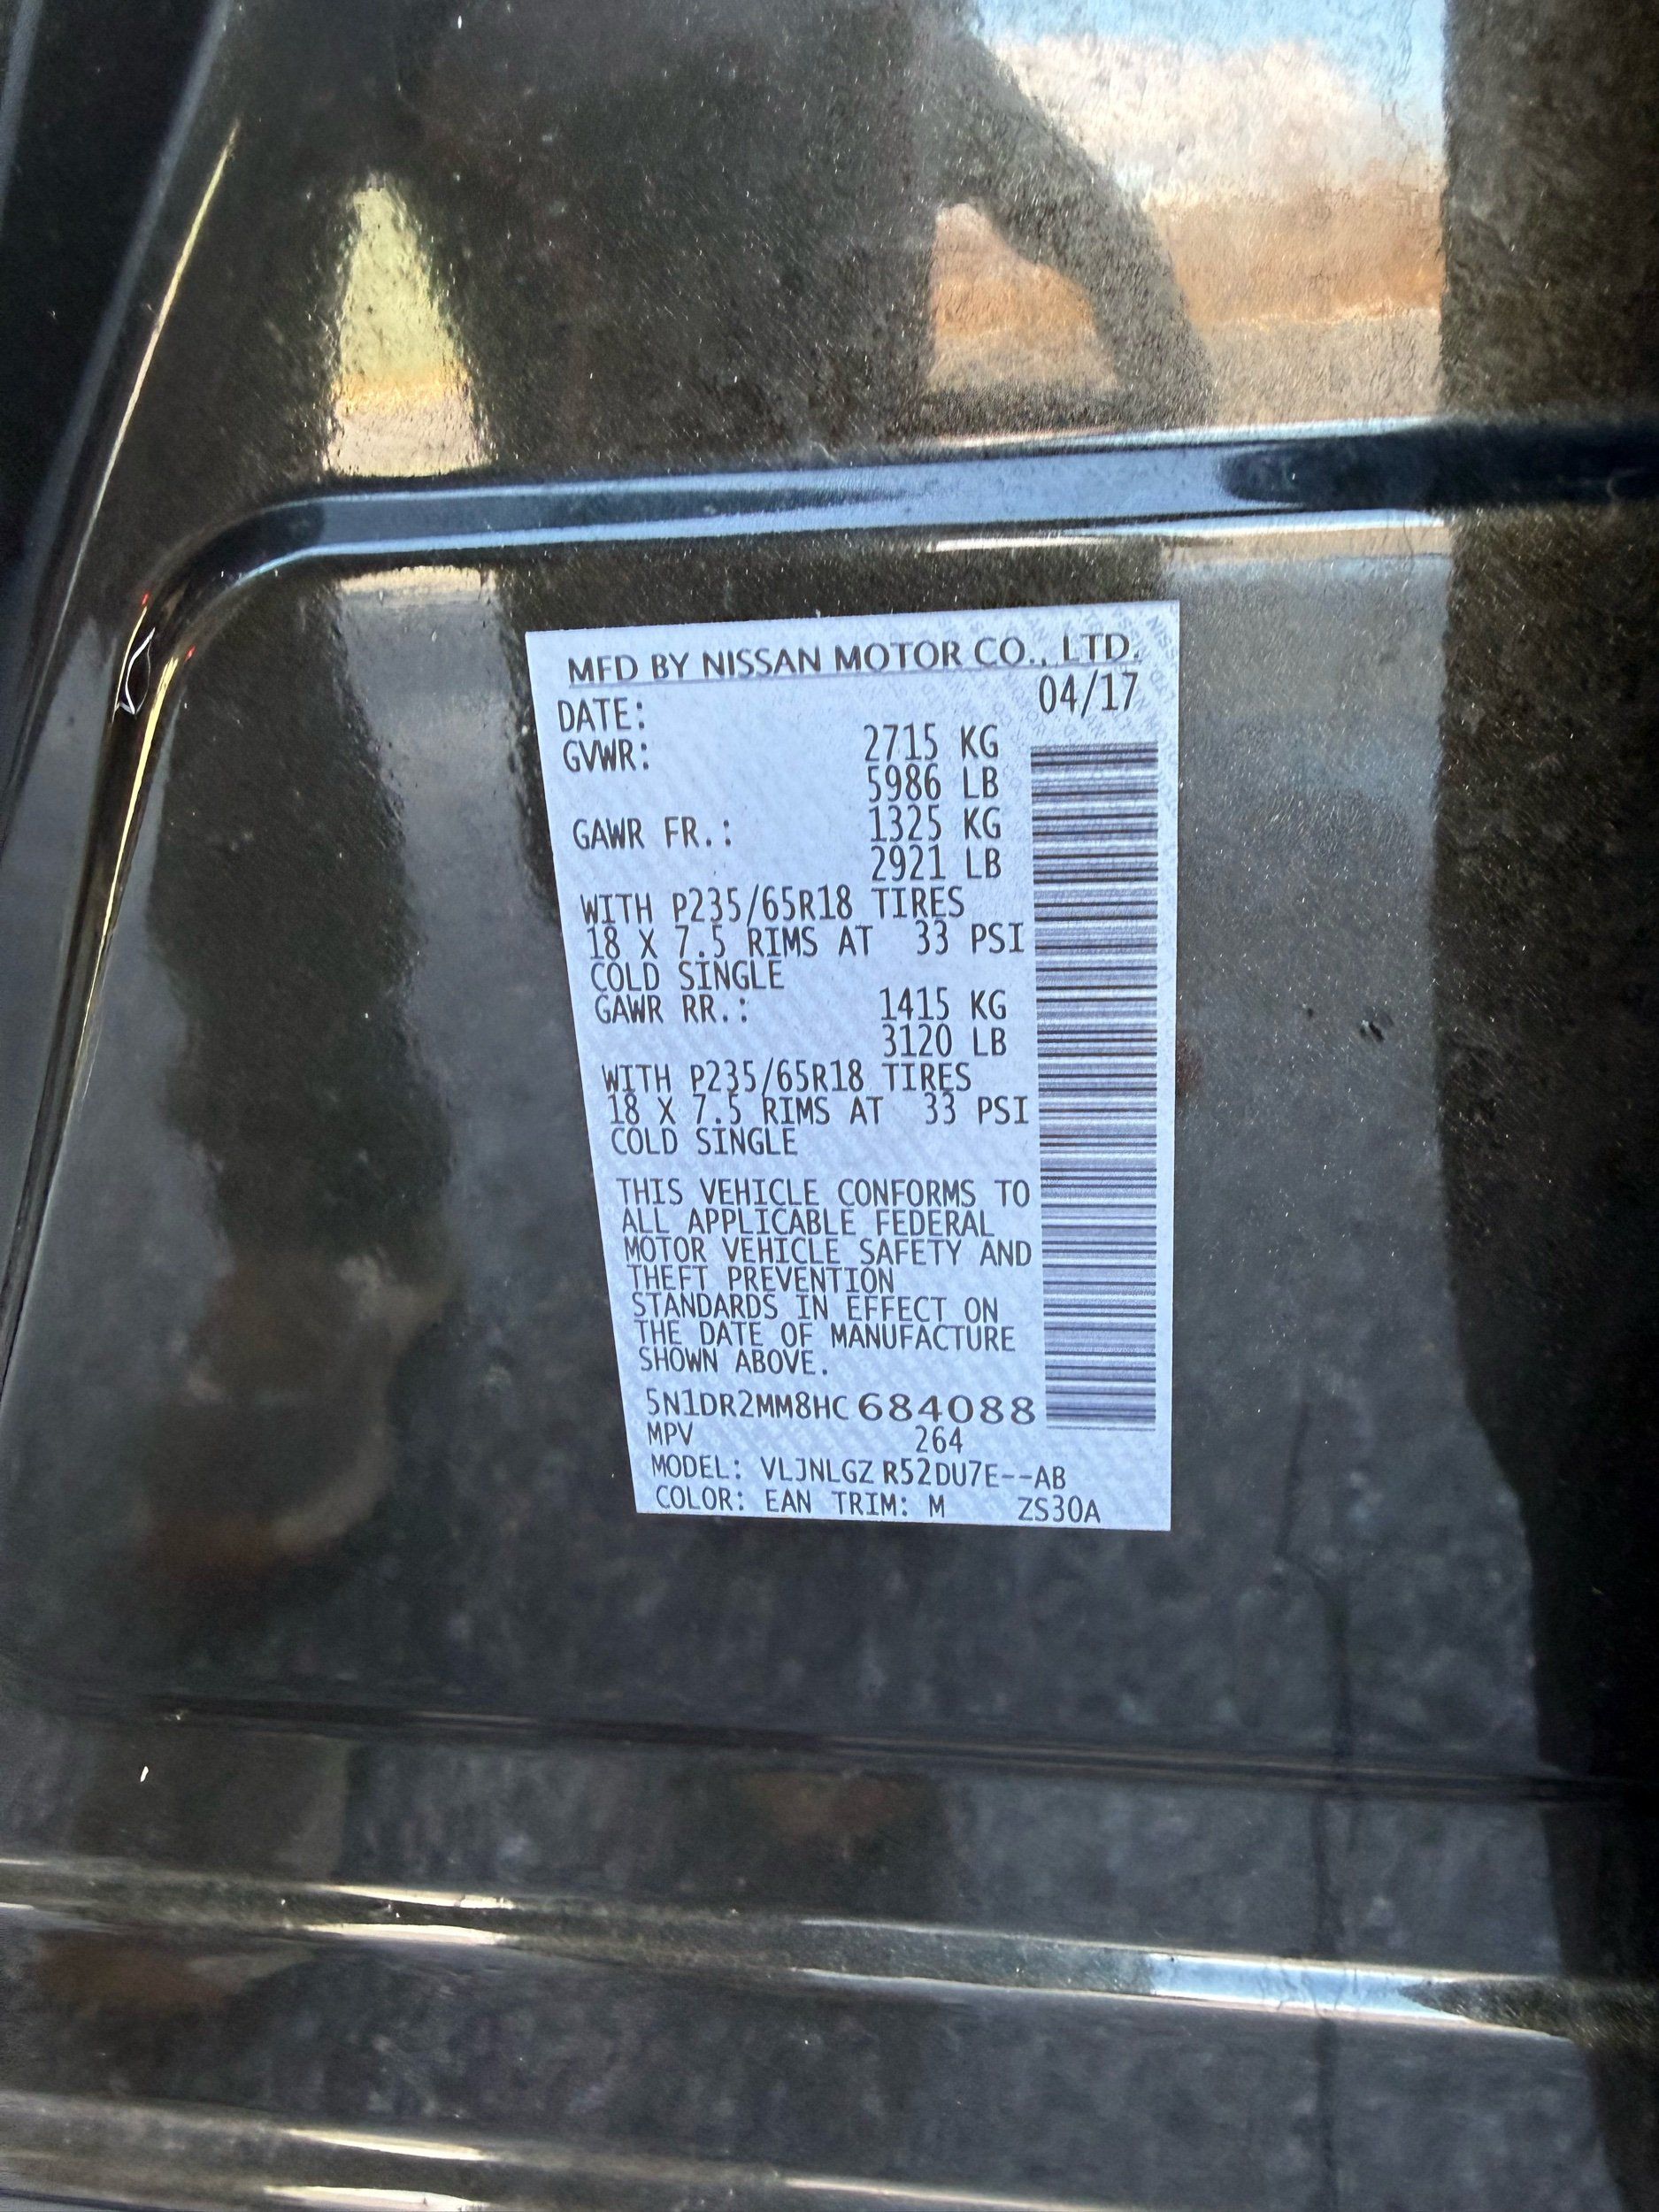 MFD BY NISSAN MOTOR CO., LTD.
DATE: 04/17
GVWR: 2715 KG
5986 LB
GAWR FR.: 1325 KG
2921 LB
WITH P235/65R18 TIRES
18 X 7.5 RIMS AT 33 PSI
COLD SINGLE
GAWR RR.: 1415 KG
3120 LB
WITH P235/65R18 TIRES
18 X 7.5 RIMS AT 33 PSI
COLD SINGLE
THIS VEHICLE CONFORMS TO
ALL APPLICABLE FEDERAL
MOTOR VEHICLE SAFETY AND
THEFT PREVENTION
STANDARDS IN EFFECT ON
THE DATE OF MANUFACTURE
SHOWN ABOVE.
5N1DR2MM8HC 684088
MPV 264
MODEL: VLJNLGZ R52DU7E--AB
COLOR: EAN TRIM: M ZS30A